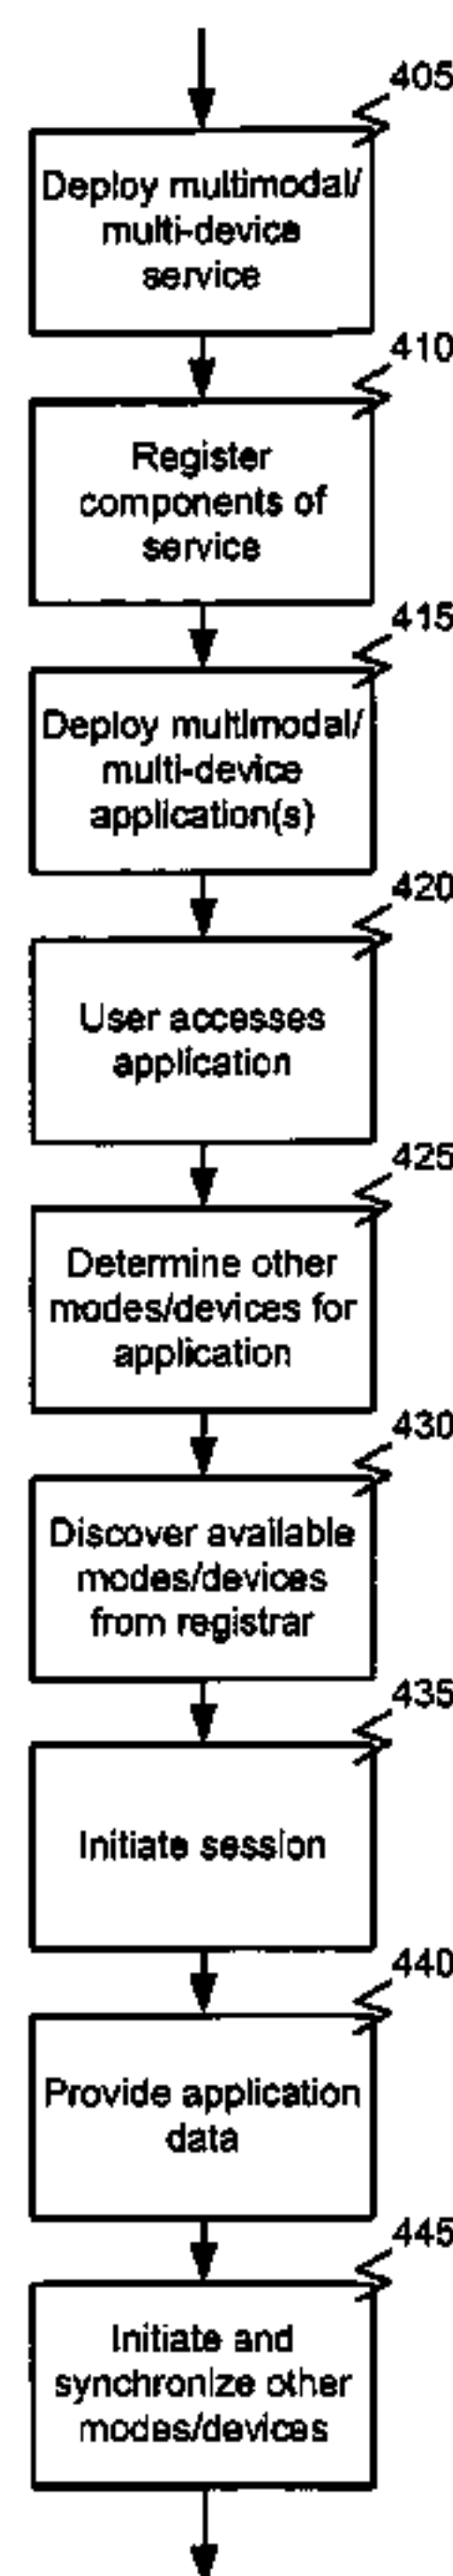 405
Deploy multimodal/
multi-device
service
410
Register
components of
service
415
Deploy multimodal/
multi-device
application(s)
420
User accesses
application
425
Determine other
modes/devices for
application
430
Discover available
modes/devices
from registrar
435
Initiate session
440
Provide application
data
445
Initiate and
synchronize other
modes/devices